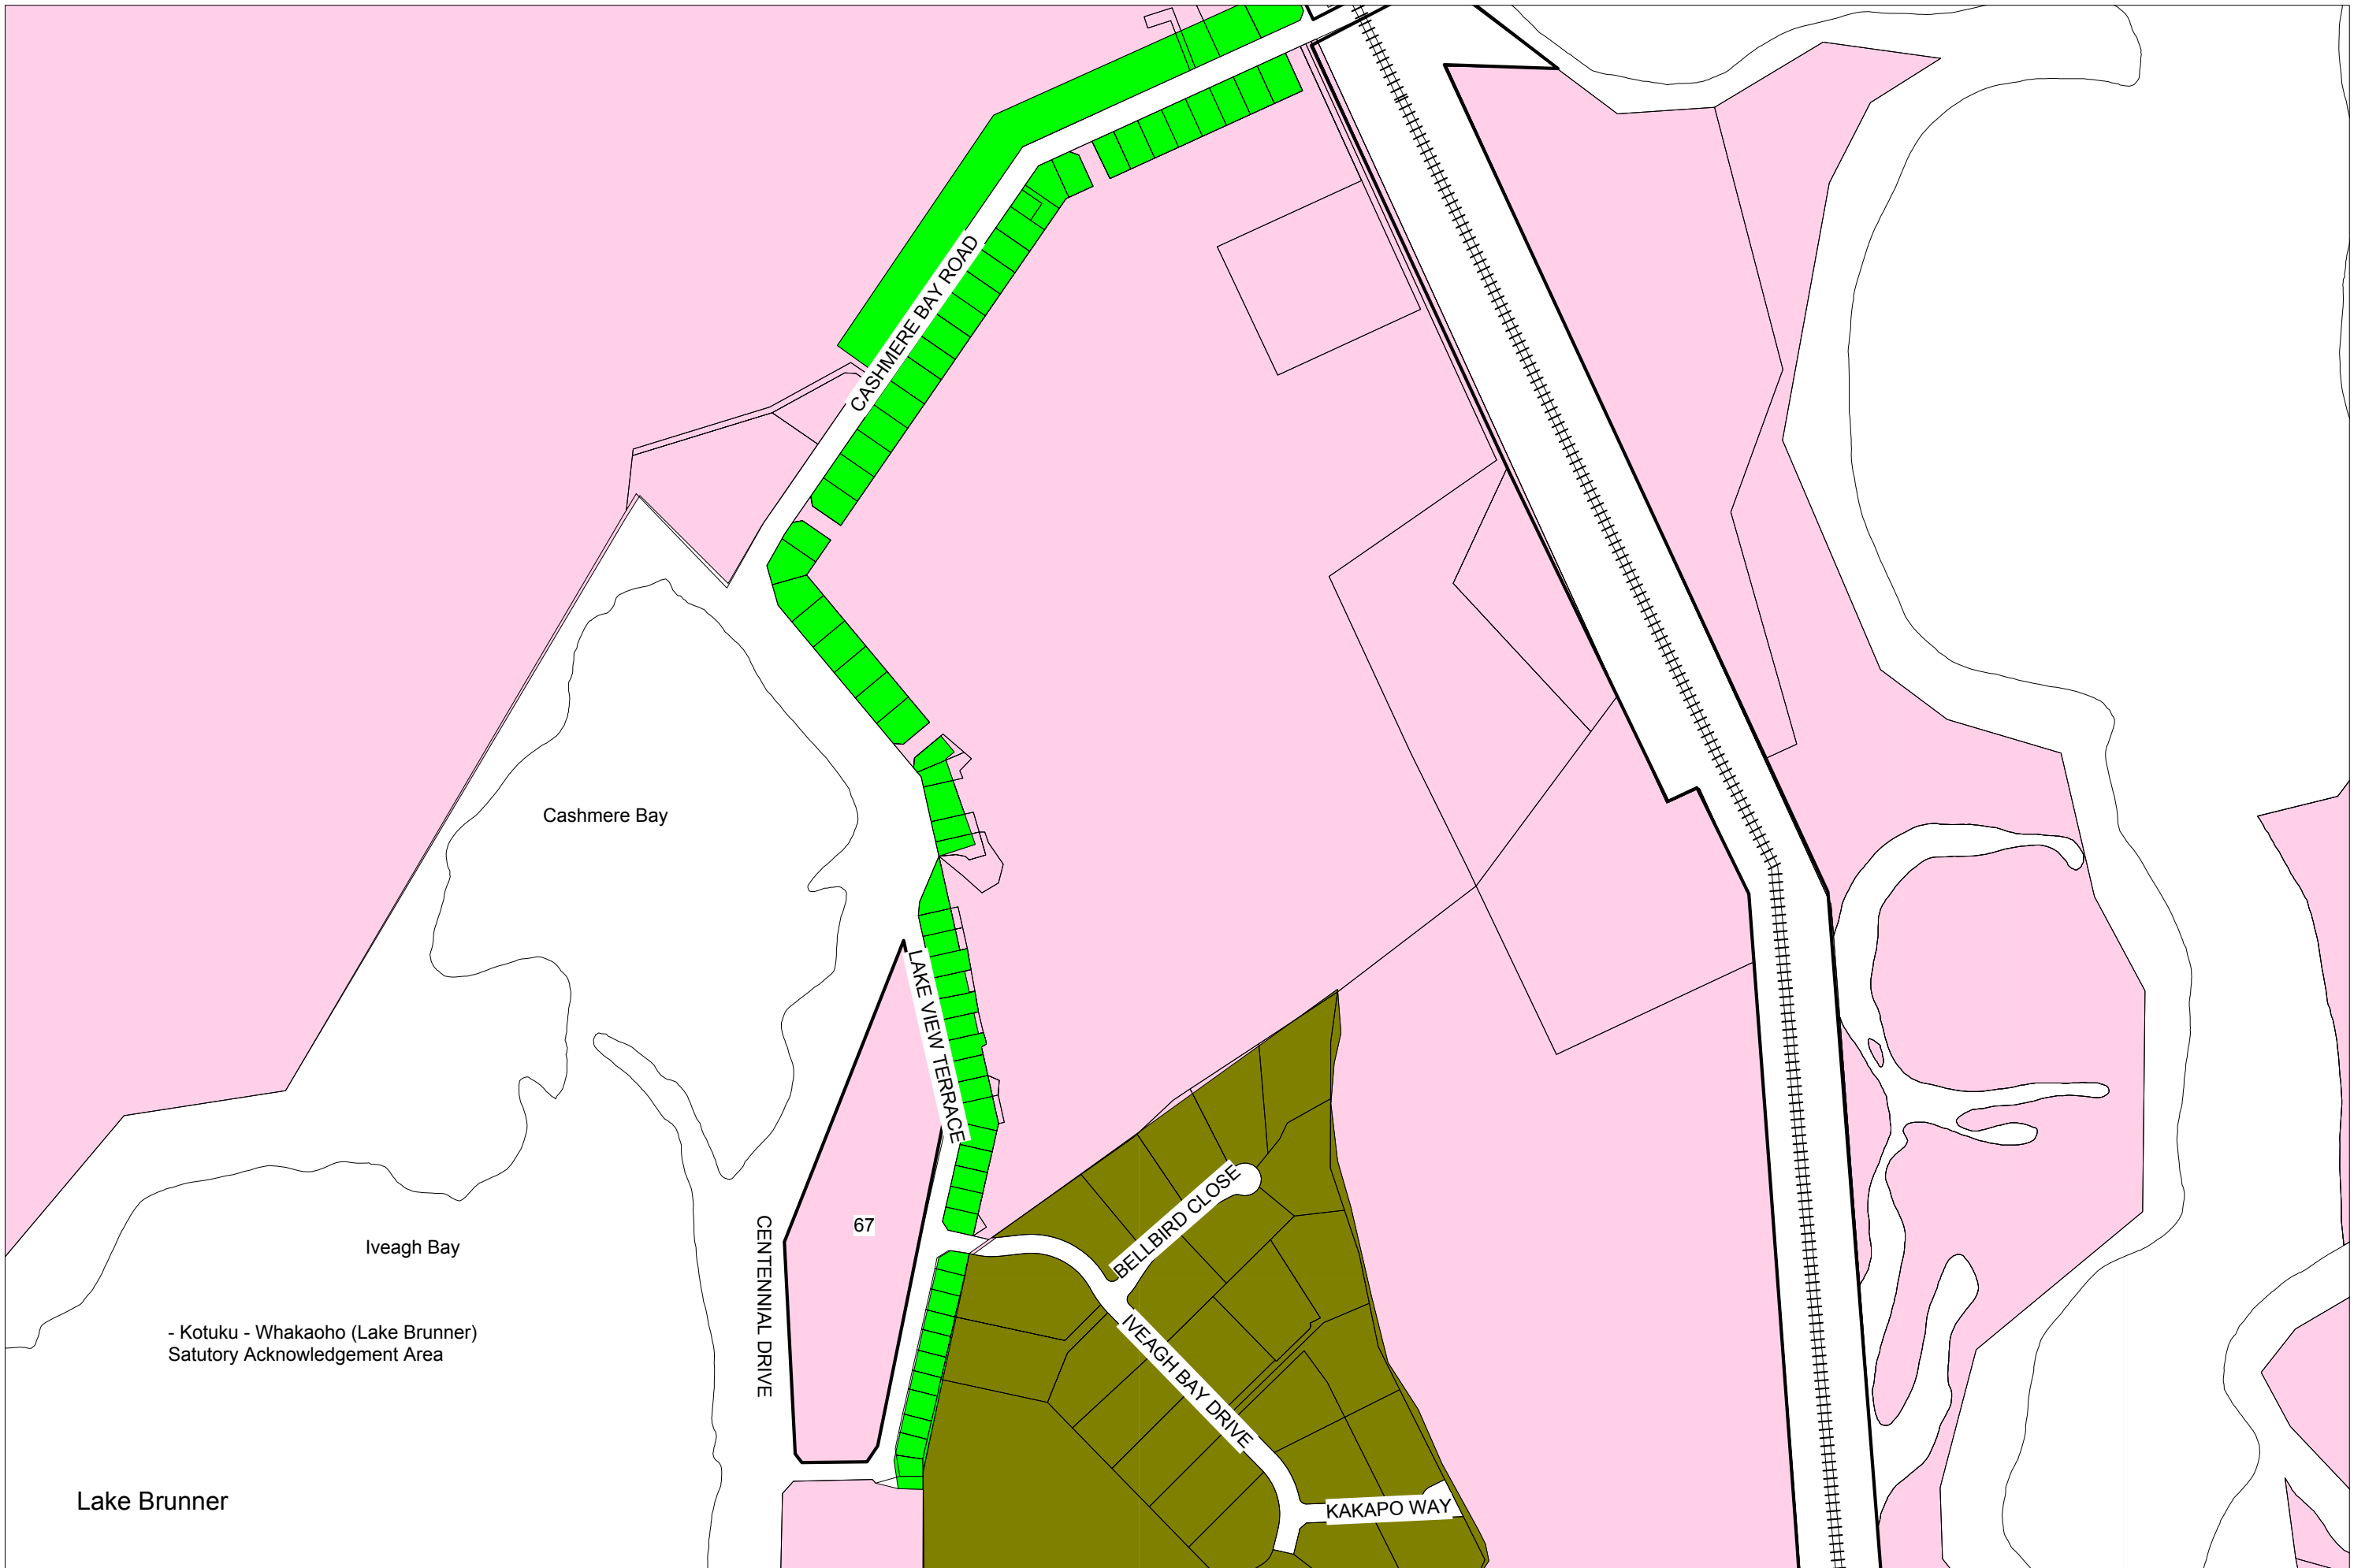 CASHMERE BAY ROAD
Cashmere Bay
LAKE VIEW TERRACE
BELLBIRD CLOSE
67
CENTENNIAL DRIVE
Iveagh Bay
IVEAGH BAY DRIVE
- Kotuku - Whakaoho (Lake Brunner)
Satutory Acknowledgement Area
Lake Brunner
KAKAPO WAY